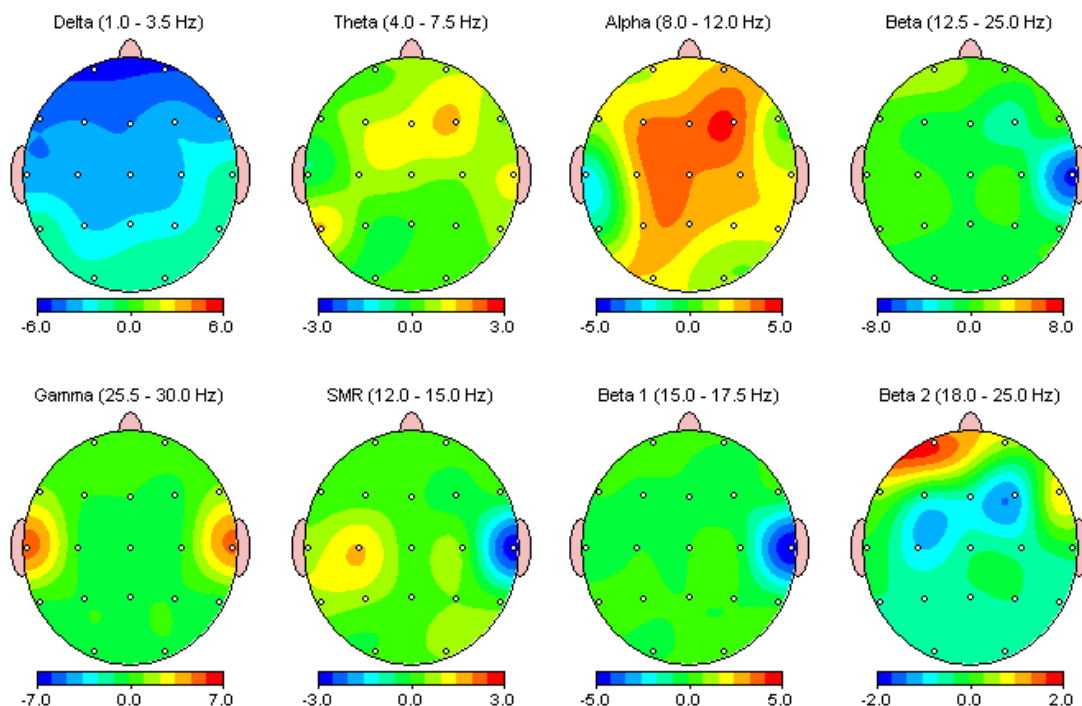 Delta (1.0 - 3.5 Hz)
Theta (4.0 - 7.5 Hz)
Alpha (8.0 - 12.0 Hz)
Beta (12.5 - 25.0 Hz)
-6.0 0.0 6.0
-3.0 0.0 3.0
-5.0 0.0 5.0
-8.0 0.0 8.0
Gamma (25.5 - 30.0 Hz)
SMR (12.0 - 15.0 Hz)
Beta 1 (15.0 - 17.5 Hz)
Beta 2 (18.0 - 25.0 Hz)
-7.0 0.0 7.0
-3.0 0.0 3.0
-5.0 0.0 5.0
-2.0 0.0 2.0